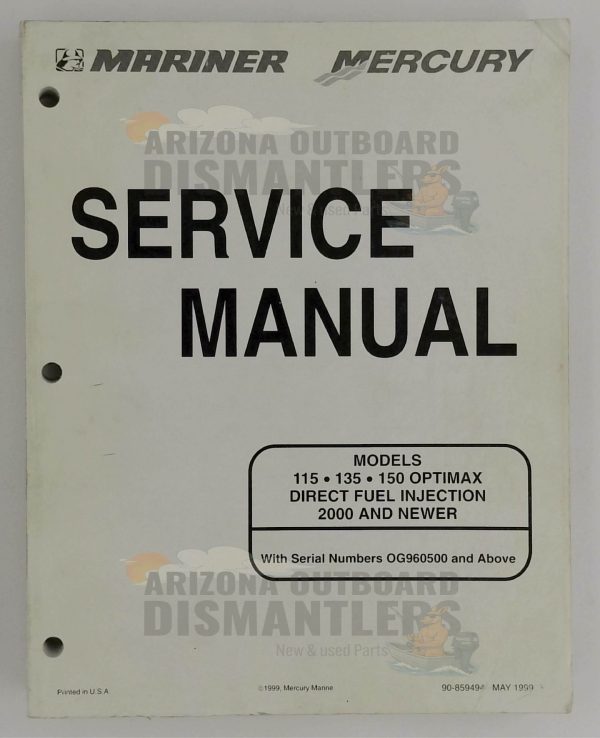 MARINER MERCURY
ARIZONA OUTBOARD
DISMANTLERS
New & used Parts
SERVICE
MANUAL
MODELS
115 • 135 • 150 OPTIMAX
DIRECT FUEL INJECTION
2000 AND NEWER
With Serial Numbers OG960500 and Above
ARIZONA OUTBOARD
DISMANTLERS
New & used Parts
Printed in U.S.A. ©1999, Mercury Marine 90-859494 MAY 1999